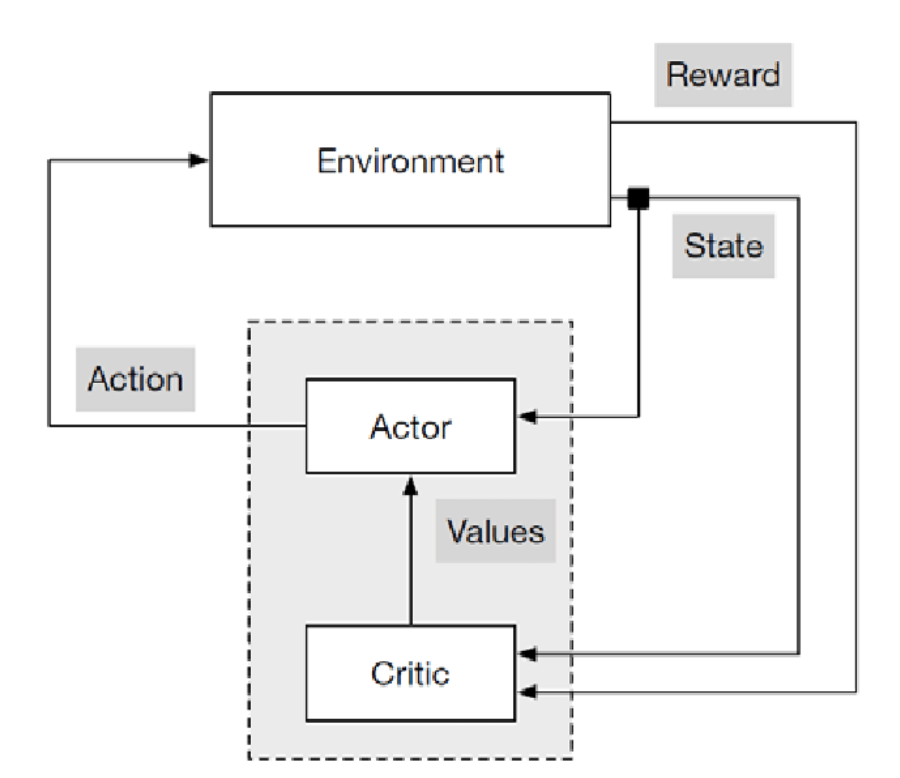 Reward
Environment
State
Action
Actor
Values
Critic